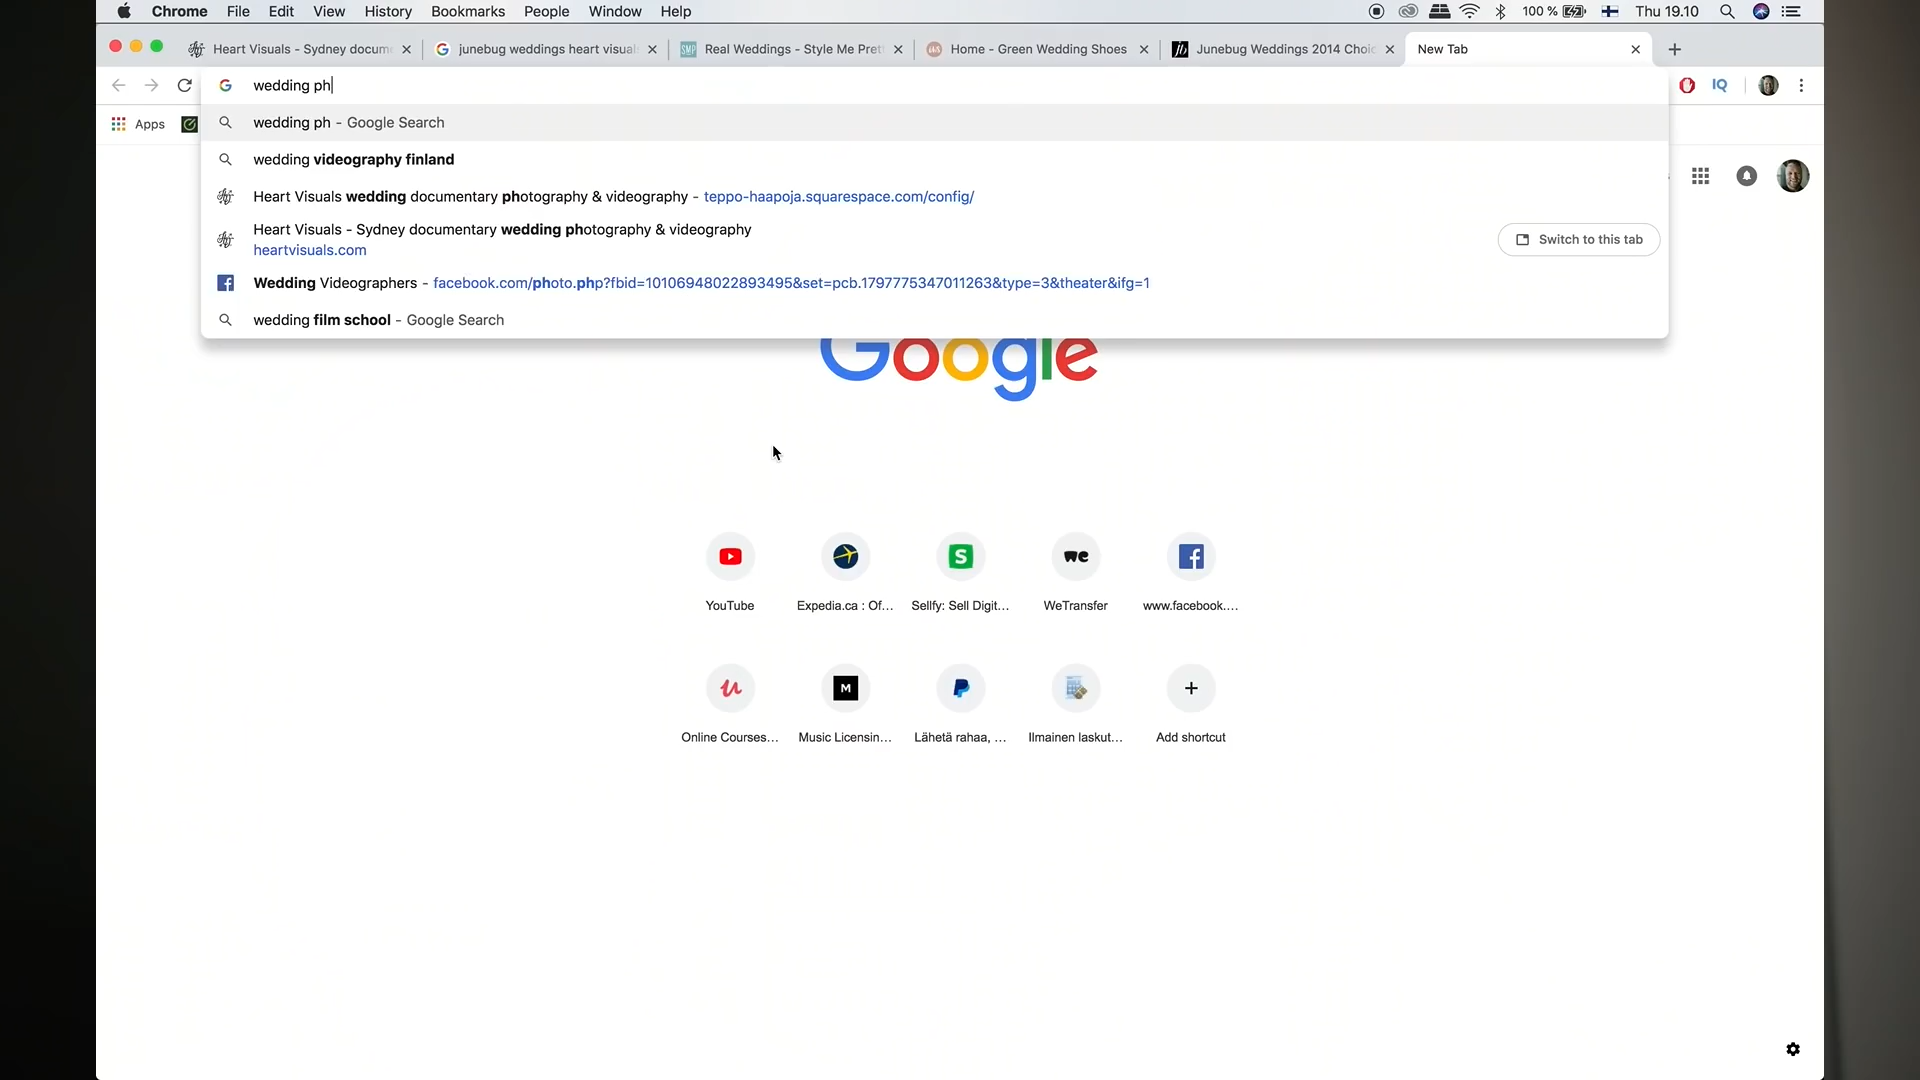 Chrome File Edit View History Bookmarks People Window Help 100 % Thu 19.10
Heart Visuals - Sydney docum junebug weddings heart visual SMP Real Weddings - Style Me Pret Home - Green Wedding Shoes jb Junebug Weddings 2014 Choic New Tab
wedding ph IQ
Apps
wedding ph - Google Search
wedding videography finland
Heart Visuals wedding documentary photography & videography - teppo-haapoja.squarespace.com/config/
Heart Visuals - Sydney documentary wedding photography & videography
heartvisuals.com
Switch to this tab
Wedding Videographers - facebook.com/photo.php?fbid=10106948022893495&set=pcb.1797775347011263&type=3&theater&ifg=1
wedding film school - Google Search
Google
YouTube Expedia.ca : Of... Sellfy: Sell Digit... WeTransfer www.facebook....
Online Courses... Music Licensin... Lähetä rahaa, ... Ilmainen laskut... Add shortcut